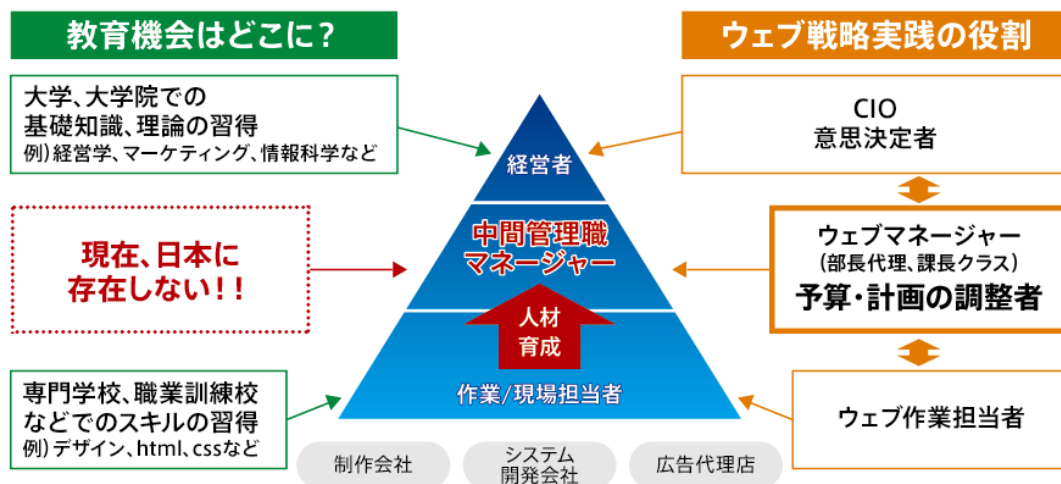 教育機会はどこに？
大学、大学院での
基礎知識、理論の習得
例）経営学、マーケティング、情報科学など
現在、日本に
存在しない！！
専門学校、職業訓練校
などでのスキルの習得
例）デザイン、html、cssなど
経営者
中間管理職
マネージャー
人材
育成
作業/現場担当者
制作会社
システム
開発会社
広告代理店
ウェブ戦略実践の役割
CIO
意思決定者
ウェブマネージャー
（部長代理、課長クラス）
予算・計画の調整者
ウェブ作業担当者